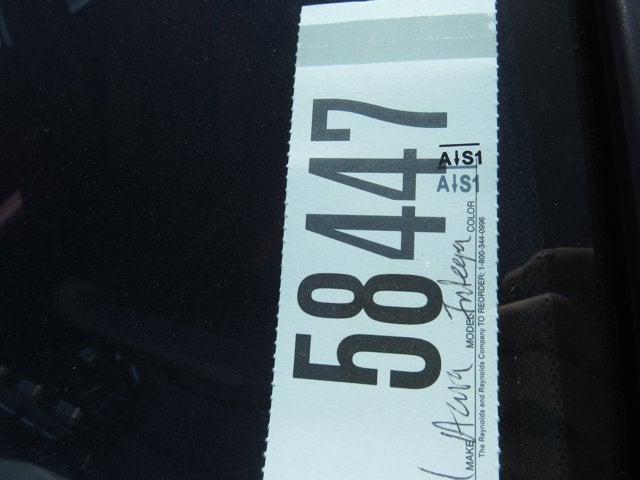 58447
A↓S1
A↓S1
MAKE Acura MODEL Integra COLOR
The Reynolds and Reynolds Company TO REORDER: 1-800-344-0996